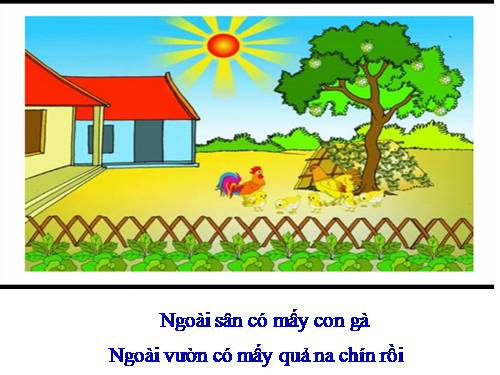 Ngoài sân có mấy con gà
Ngoài vườn có mấy quả na chín rồi